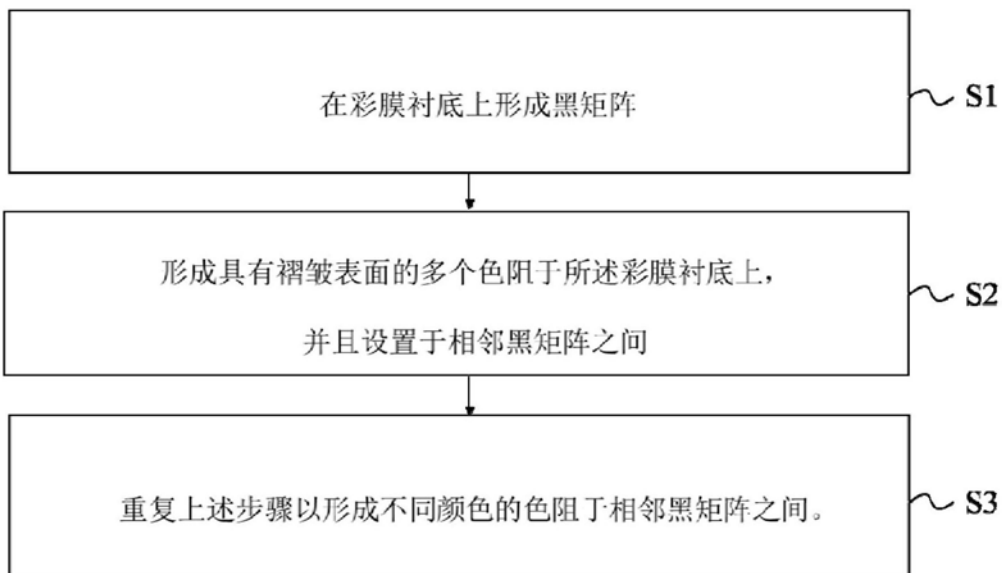 在彩膜衬底上形成黑矩阵
S1
形成具有褶皱表面的多个色阻于所述彩膜衬底上，
并且设置于相邻黑矩阵之间
S2
重复上述步骤以形成不同颜色的色阻于相邻黑矩阵之间。
S3